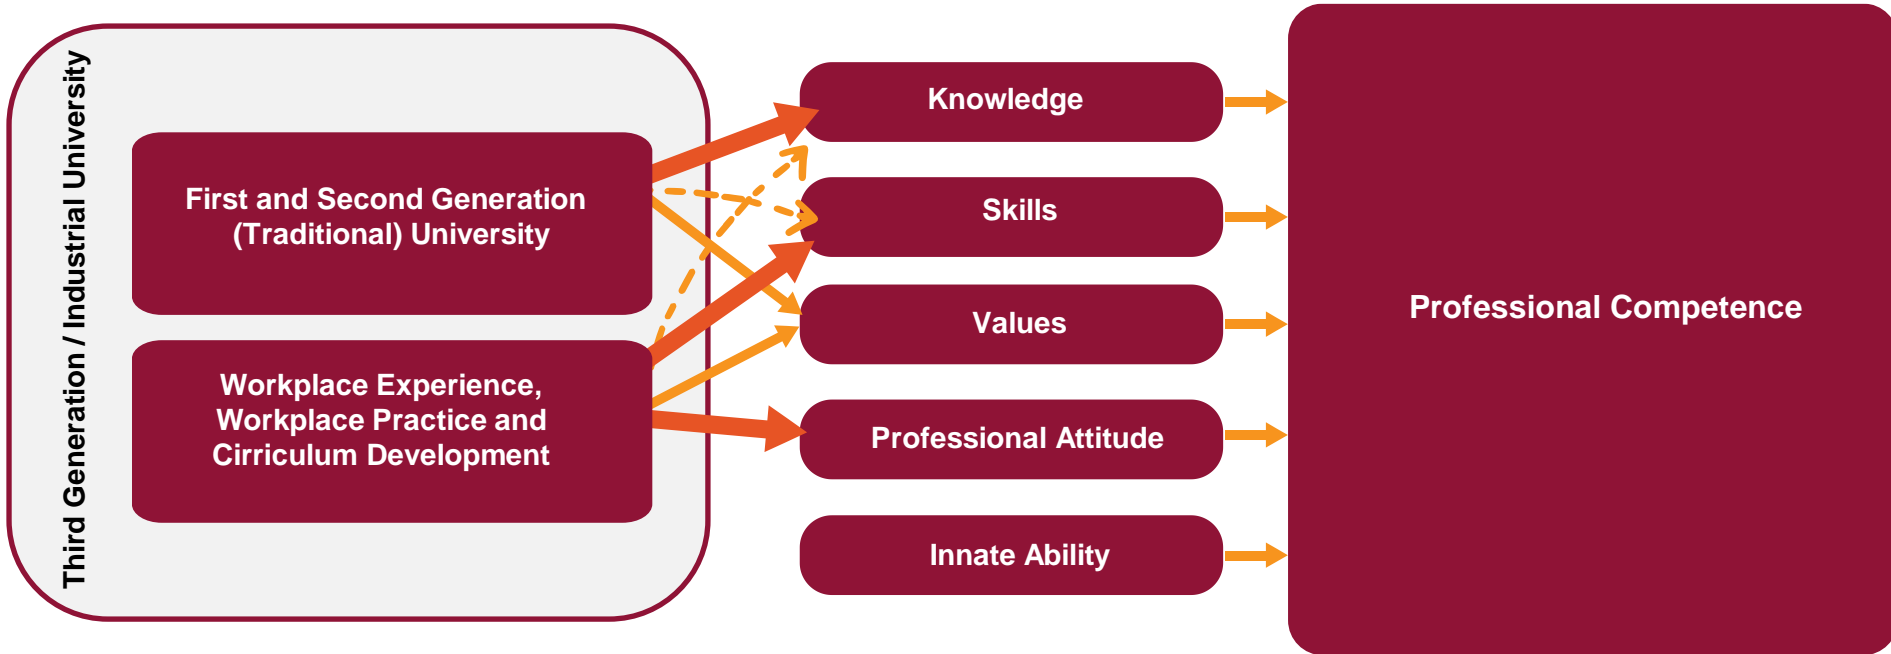 Third Generation / Industrial University
First and Second Generation
(Traditional) University
Workplace Experience,
Workplace Practice and
Cirriculum Development
Knowledge
Skills
Values
Professional Attitude
Innate Ability
Professional Competence